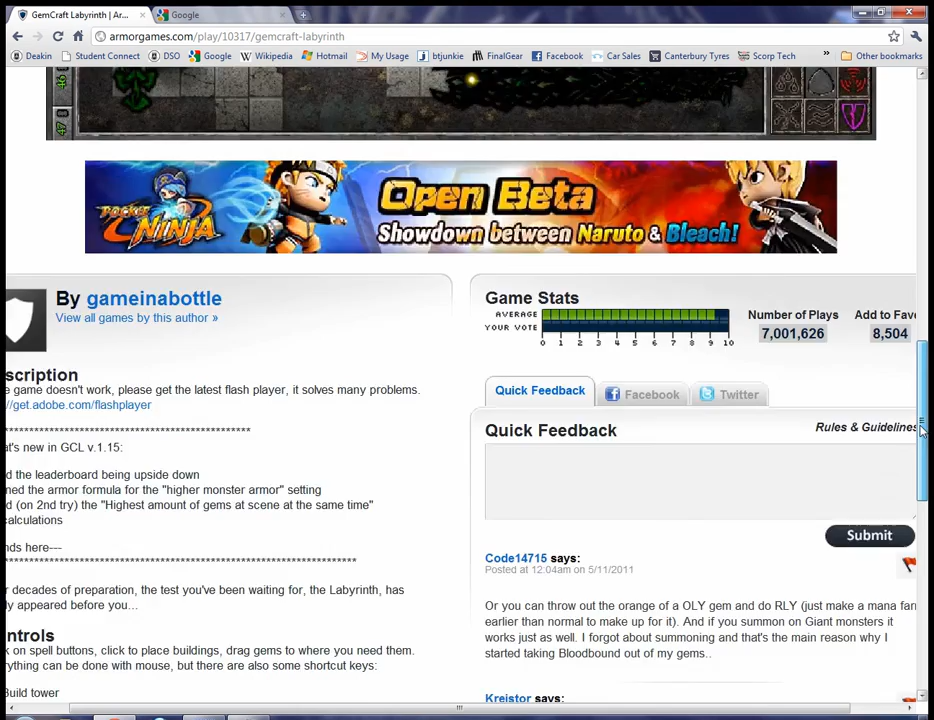 GemCraft Labyrinth | Ar...
Google
armorgames.com/play/10317/gemcraft-labyrinth
Deakin
Student Connect
DSO
Google
Wikipedia
Hotmail
My Usage
btjunkie
FinalGear
Facebook
Car Sales
Canterbury Tyres
Scorp Tech
»
Other bookmarks
POCKET NINJA
Open Beta
Showdown between Naruto & Bleach!
By gameinabottle
View all games by this author »
scription
e game doesn't work, please get the latest flash player, it solves many problems.
//get.adobe.com/flashplayer
**************************************************
at's new in GCL v.1.15:
d the leaderboard being upside down
ned the armor formula for the "higher monster armor" setting
d (on 2nd try) the "Highest amount of gems at scene at the same time"
calculations
nds here---
r decades of preparation, the test you've been waiting for, the Labyrinth, has
ly appeared before you...
ntrols
k on spell buttons, click to place buildings, drag gems to where you need them.
rything can be done with mouse, but there are also some shortcut keys:
Build tower
Game Stats
AVERAGE
YOUR VOTE
0 1 2 3 4 5 6 7 8 9 10
Number of Plays
7,001,626
Add to Fav
8,504
Quick Feedback
Facebook
Twitter
Quick Feedback
Rules & Guidelines
Submit
Code14715 says:
Posted at 12:04am on 5/11/2011
Or you can throw out the orange of a OLY gem and do RLY (just make a mana far
earlier than normal to make up for it). And if you summon on Giant monsters it
works just as well. I forgot about summoning and that's the main reason why I
started taking Bloodbound out of my gems..
Kreistor says: